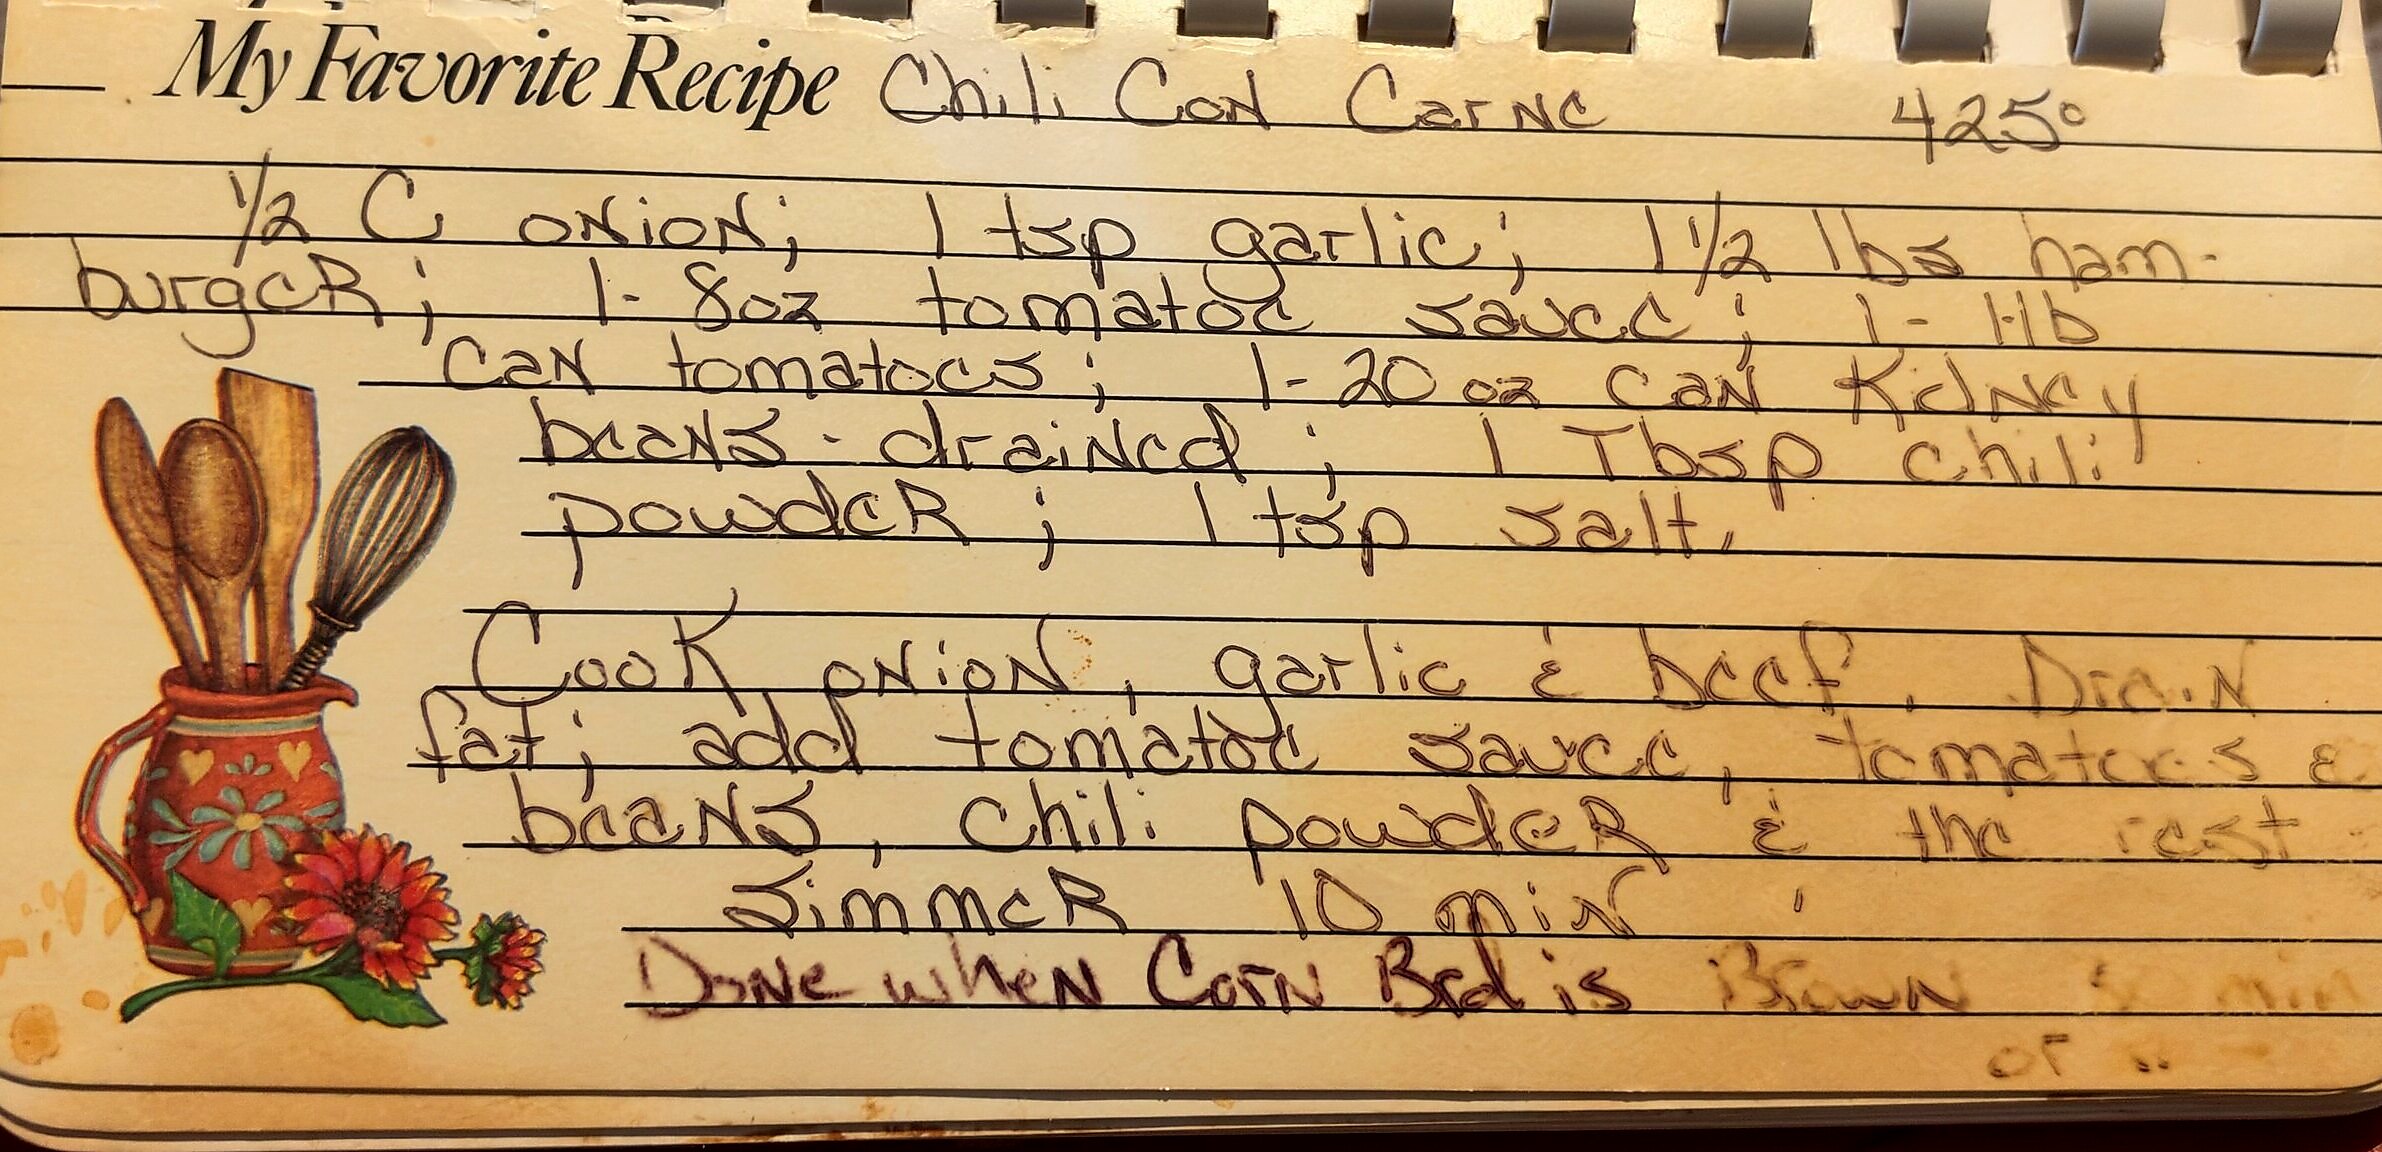 My Favorite Recipe Chili Con Carne 425°
1/2 C onion; 1 tsp garlic; 1 1/2 lbs ham-
burger; 1- 8oz tomatoe sauce; 1- 1lb
can tomatoes; 1- 20 oz can Kidney
beans - drained; 1 Tbsp chili
powder; 1 tsp salt.
Cook onion, garlic & beef. Drain
fat; add tomatoe sauce, tomatoes &
beans, chili powder & the rest
Simmer 10 min
Done when Corn Brd is Brown min
or